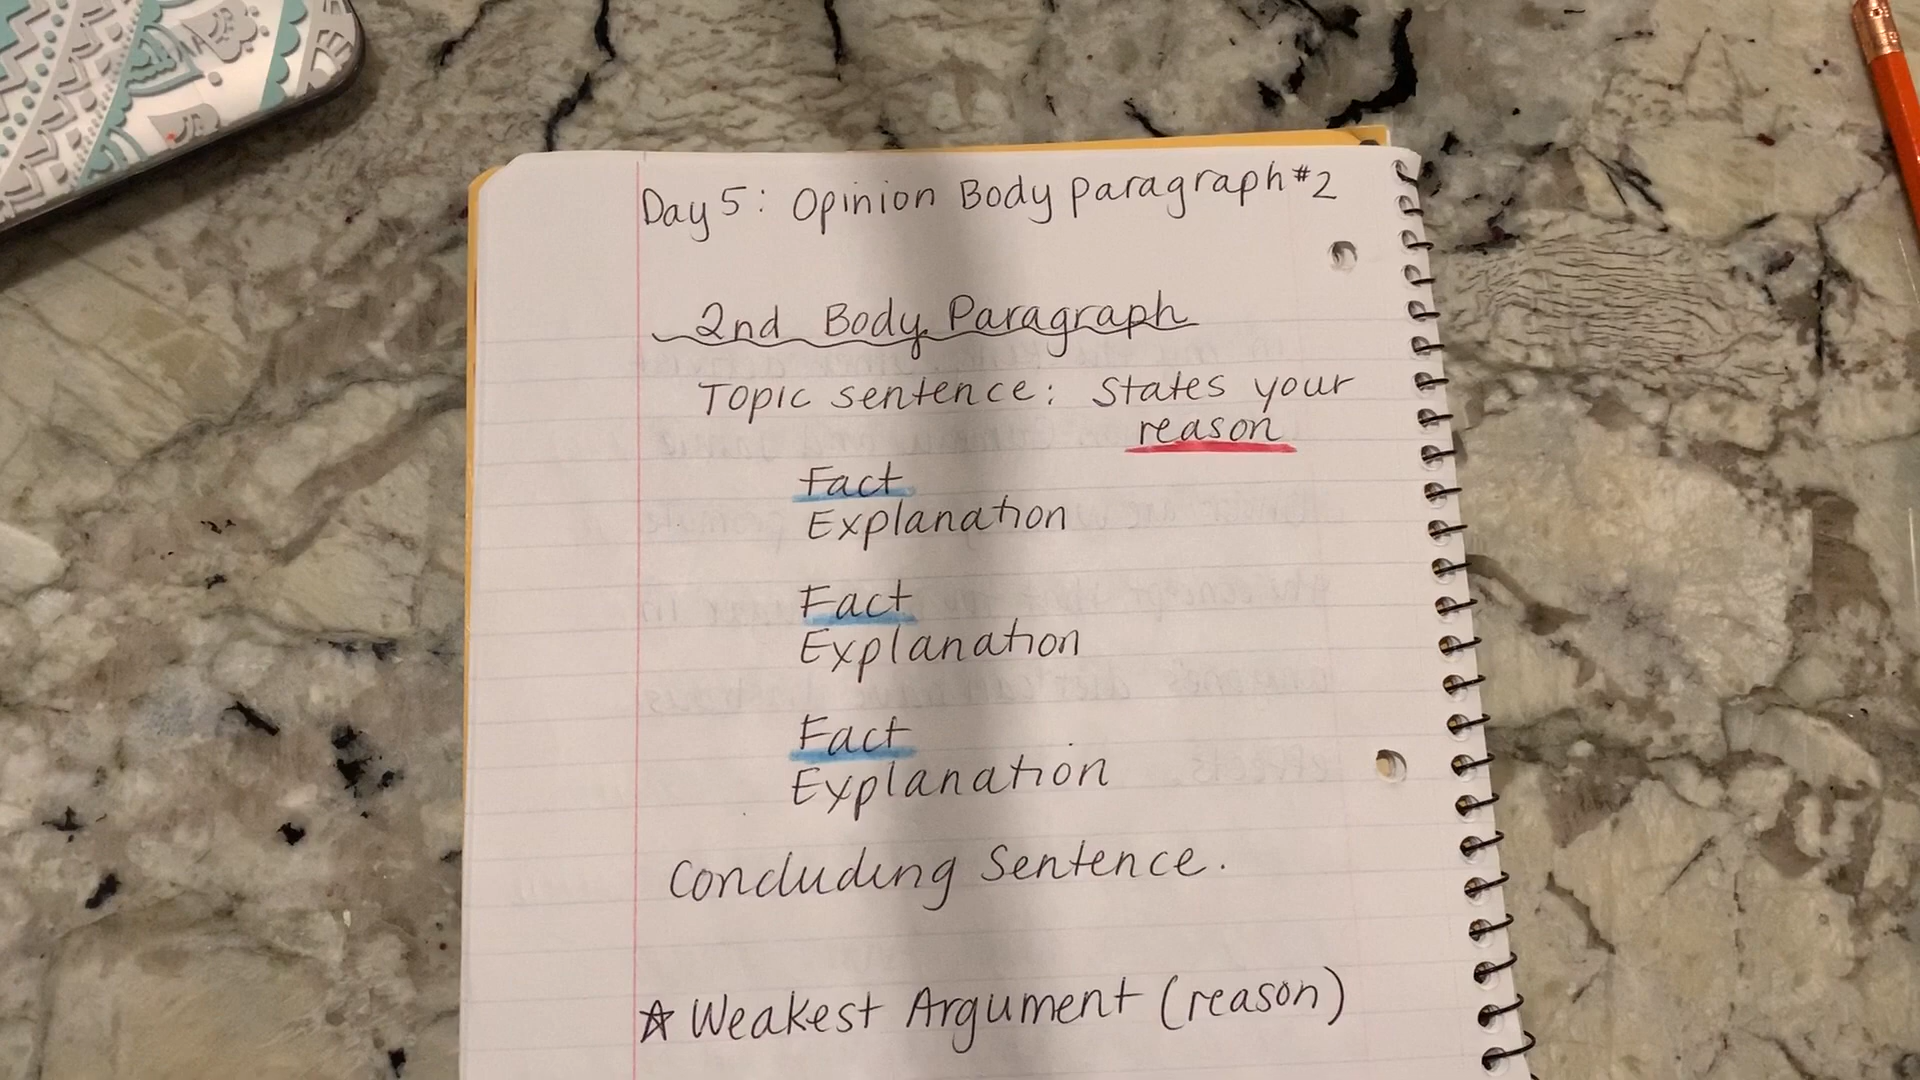 Day 5: Opinion Body paragraph #2
2nd Body Paragraph
Topic sentence: States your
reason
Fact
Explanation
Fact
Explanation
Fact
Explanation
Concluding Sentence.
☆ Weakest Argument (reason)